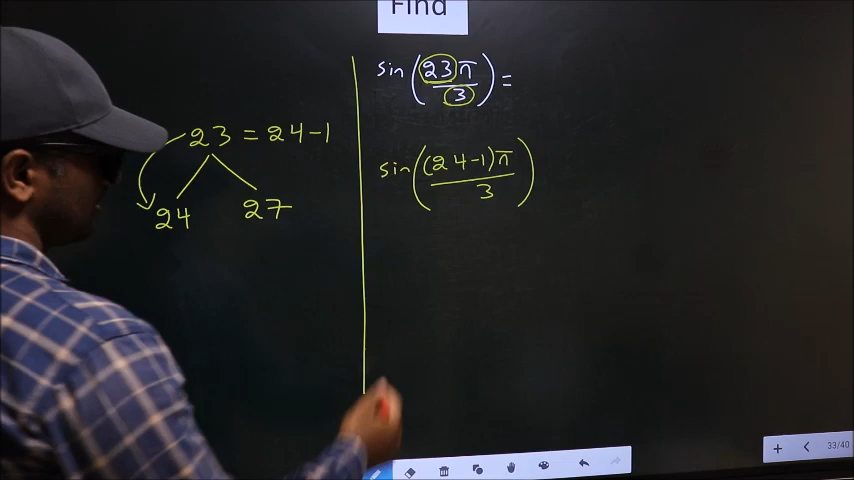 Find
sin(23π/3) =
23 = 24-1
24 27
sin((24-1)π/3)
33/40